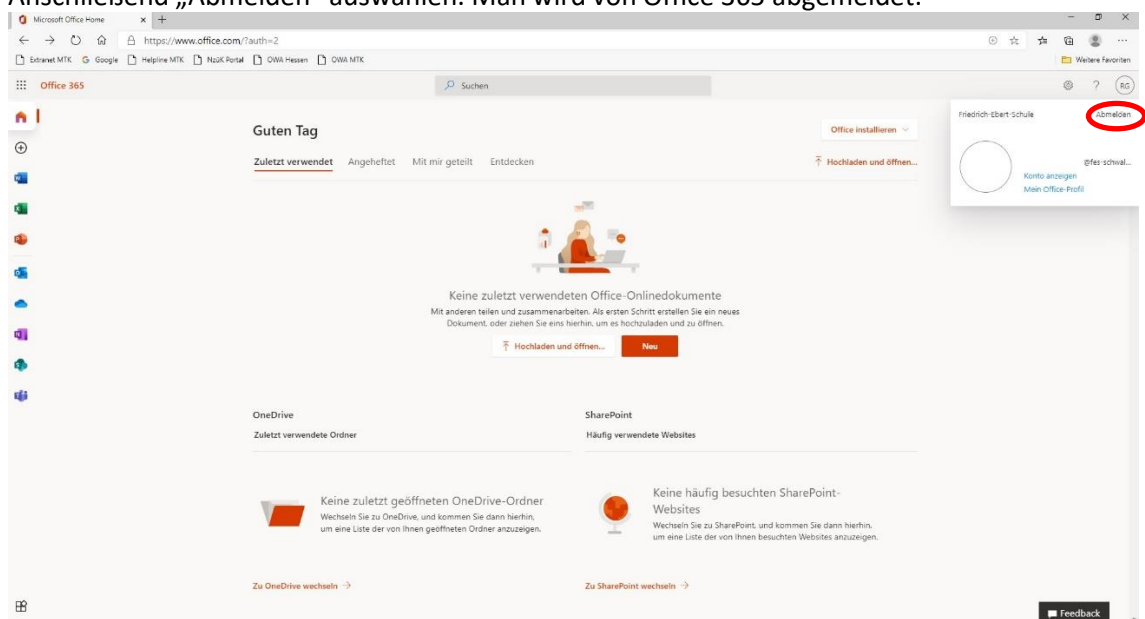 Anschließend „Abmelden“ auswählen. Man wird von Office 365 abgemeldet.
Microsoft Office Home
https://www.office.com/?auth=2
Extranet MTK Google Helpline MTK NzüK Portal OWA Hessen OWA MTK Weitere Favoriten
Office 365 Suchen ? RG
Friedrich-Ebert-Schule Abmelden
Guten Tag Office installieren
Zuletzt verwendet Angeheftet Mit mir geteilt Entdecken Hochladen und öffnen...
@fes-schwal...
Konto anzeigen
Mein Office-Profil
Keine zuletzt verwendeten Office-Onlinedokumente
Mit anderen teilen und zusammenarbeiten. Als ersten Schritt erstellen Sie ein neues
Dokument, oder ziehen Sie eins hierhin, um es hochzuladen und zu öffnen.
Hochladen und öffnen... Neu
OneDrive
Zuletzt verwendete Ordner
Keine zuletzt geöffneten OneDrive-Ordner
Wechseln Sie zu OneDrive, und kommen Sie dann hierhin,
um eine Liste der von Ihnen geöffneten Ordner anzuzeigen.
Zu OneDrive wechseln →
SharePoint
Häufig verwendete Websites
Keine häufig besuchten SharePoint-
Websites
Wechseln Sie zu SharePoint, und kommen Sie dann hierhin,
um eine Liste der von Ihnen besuchten Websites anzuzeigen.
Zu SharePoint wechseln →
Feedback